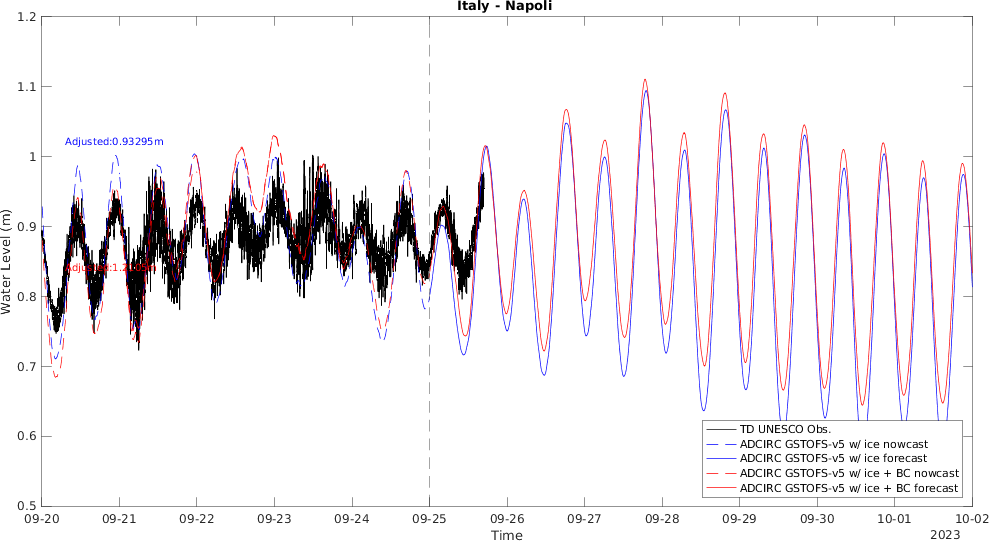 Italy - Napoli
Water Level (m)
1.2
1.1
1
0.9
0.8
0.7
0.6
0.5
Adjusted:0.93295m
09-20
09-21
09-22
09-23
09-24
09-25
09-26
09-27
09-28
09-29
09-30
10-01
10-02
Time
2023
TD UNESCO Obs.
ADCIRC GSTOFS-v5 w/ ice nowcast
ADCIRC GSTOFS-v5 w/ ice forecast
ADCIRC GSTOFS-v5 w/ ice + BC nowcast
ADCIRC GSTOFS-v5 w/ ice + BC forecast